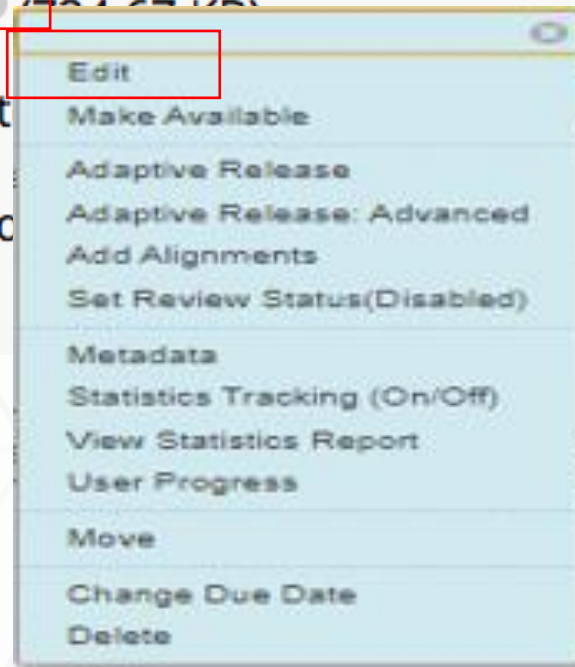 Edit
Make Available
Adaptive Release
Adaptive Release: Advanced
Add Alignments
Set Review Status(Disabled)
Metadata
Statistics Tracking (On/Off)
View Statistics Report
User Progress
Move
Change Due Date
Delete